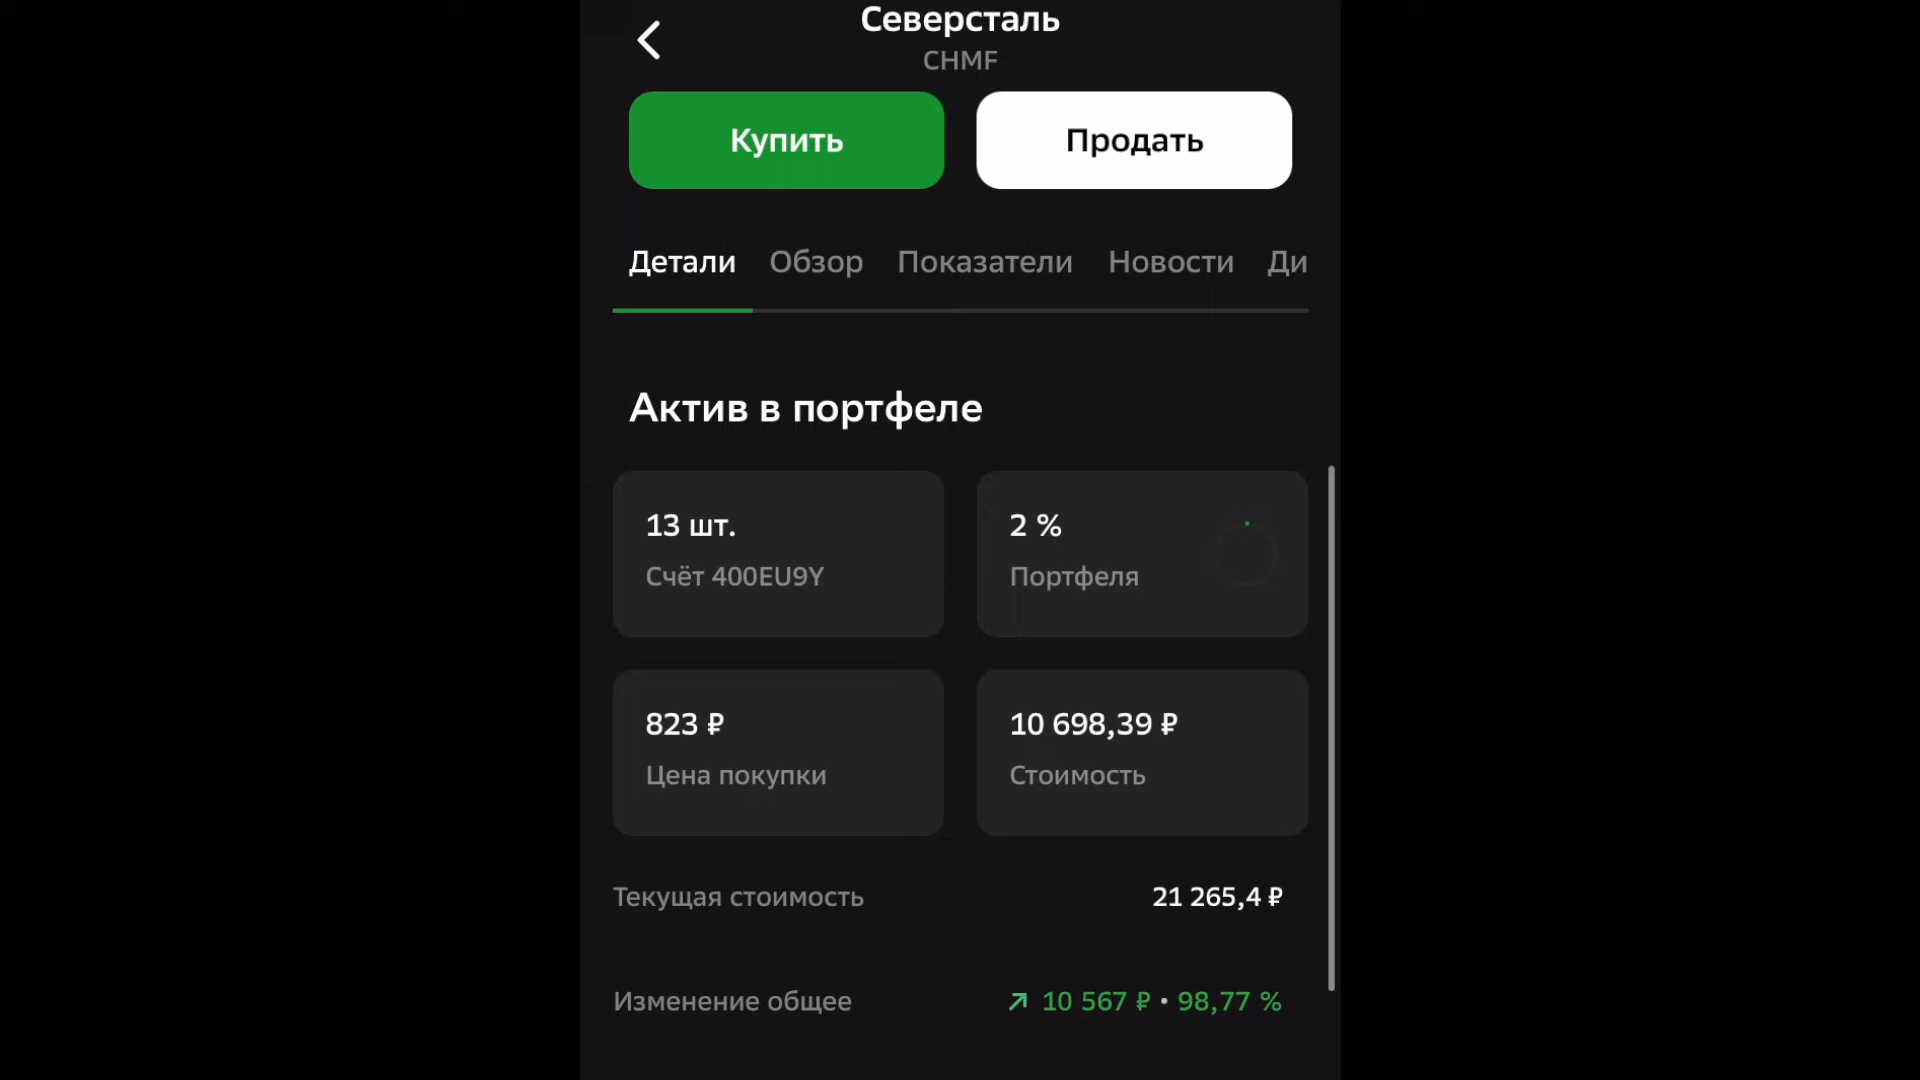 Северсталь
CHMF
Купить
Продать
Детали Обзор Показатели Новости Ди
Актив в портфеле
13 шт.
Счёт 400EU9Y
2 %
Портфеля
823 ₽
Цена покупки
10 698,39 ₽
Стоимость
Текущая стоимость 21 265,4 ₽
Изменение общее ↗ 10 567 ₽ • 98,77 %